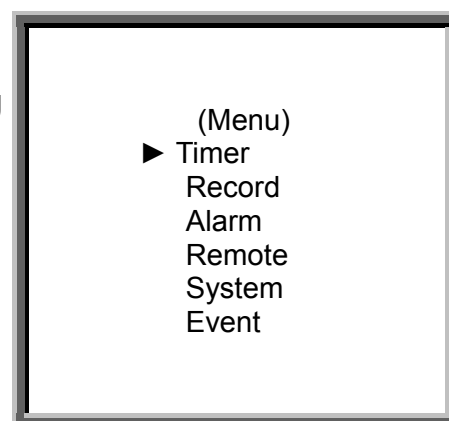 (Menu)
► Timer
Record
Alarm
Remote
System
Event